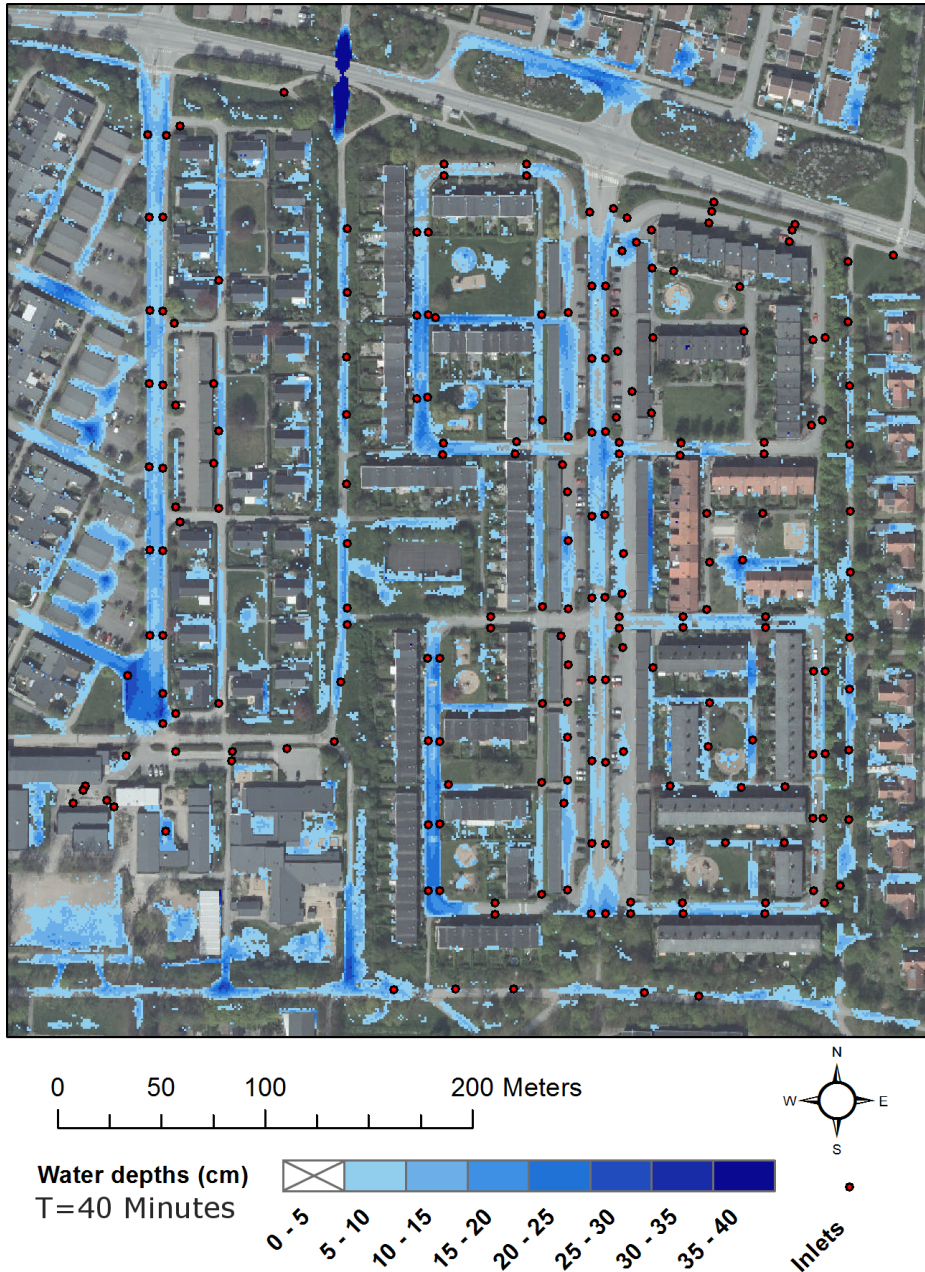 N
W E
S
0 50 100 200 Meters
Water depths (cm)
T=40 Minutes
0 - 5
5 - 10
10 - 15
15 - 20
20 - 25
25 - 30
30 - 35
35 - 40
Inlets